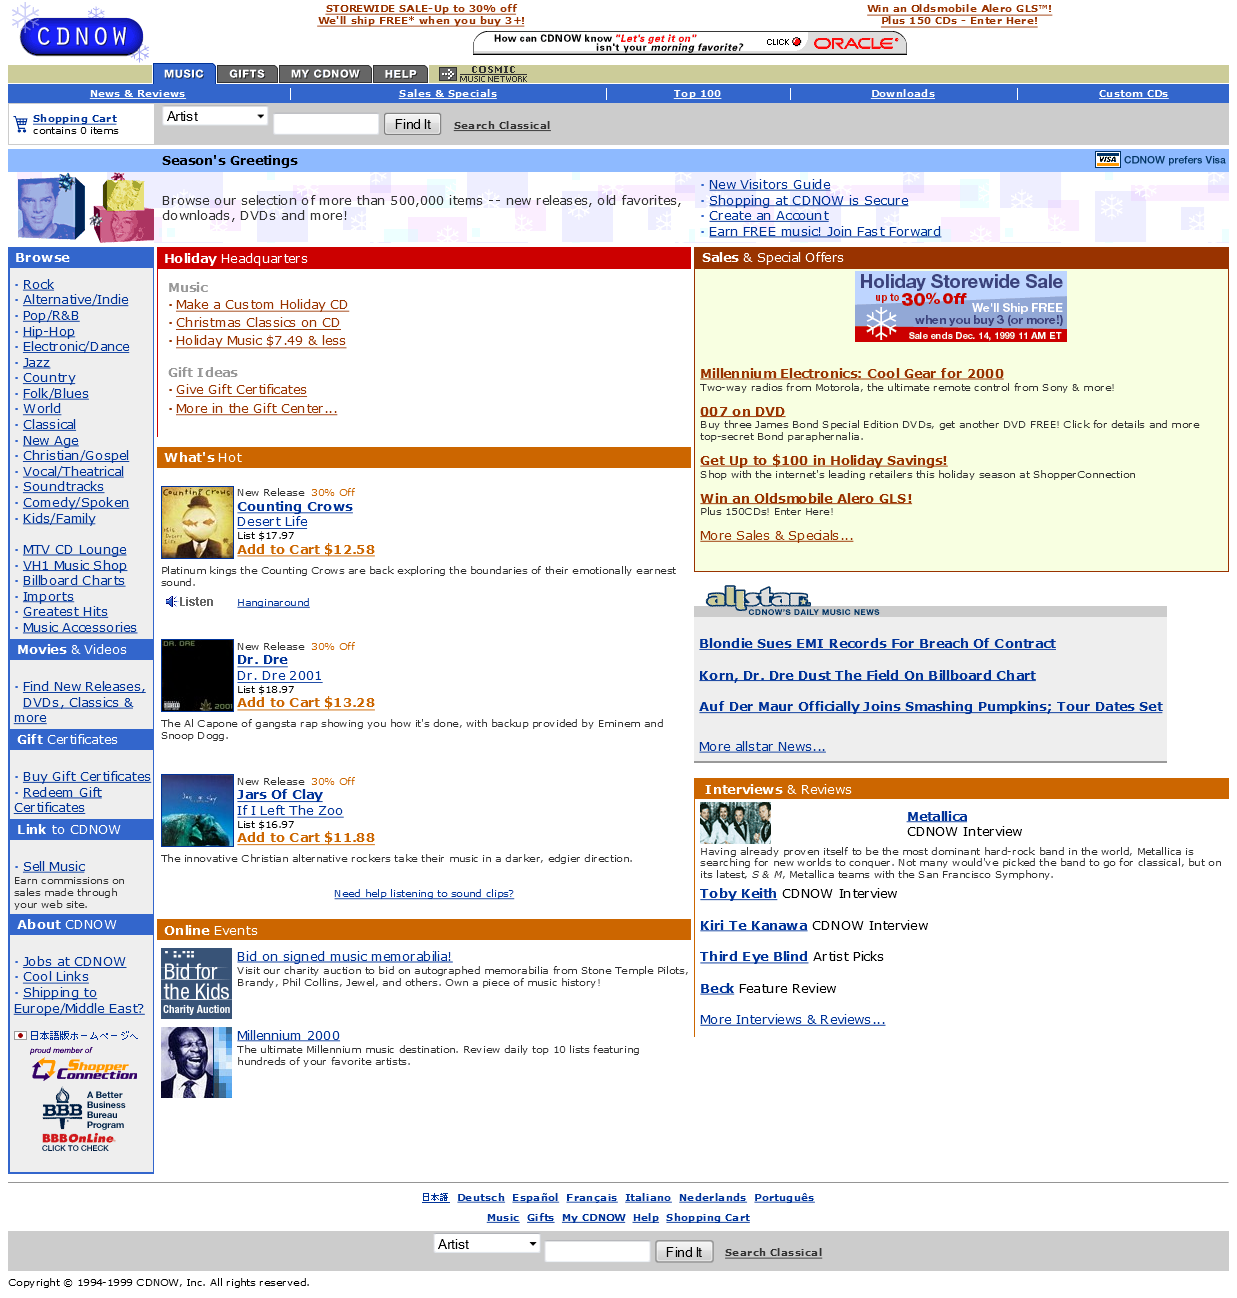 STOREWIDE SALE-Up to 30% off
We'll ship FREE* when you buy 3+!
Win an Oldsmobile Alero GLS™!
Plus 150 CDs - Enter Here!
CDNOW
How can CDNOW know "Let's get it on"
isn't your morning favorite?
CLICK
ORACLE
MUSIC GIFTS MY CDNOW HELP COSMIC
MUSIC NETWORK
News & Reviews | Sales & Specials | Top 100 | Downloads | Custom CDs
Shopping Cart
contains 0 items
Artist Find It Search Classical
Season's Greetings
VISA CDNOW prefers Visa
Browse our selection of more than 500,000 items -- new releases, old favorites,
downloads, DVDs and more!
· New Visitors Guide
· Shopping at CDNOW is Secure
· Create an Account
· Earn FREE music! Join Fast Forward
Browse
· Rock
· Alternative/Indie
· Pop/R&B
· Hip-Hop
· Electronic/Dance
· Jazz
· Country
· Folk/Blues
· World
· Classical
· New Age
· Christian/Gospel
· Vocal/Theatrical
· Soundtracks
· Comedy/Spoken
· Kids/Family
· MTV CD Lounge
· VH1 Music Shop
· Billboard Charts
· Imports
· Greatest Hits
· Music Accessories
Movies & Videos
· Find New Releases,
DVDs, Classics &
more
Gift Certificates
· Buy Gift Certificates
· Redeem Gift
Certificates
Link to CDNOW
· Sell Music
Earn commissions on
sales made through
your web site.
About CDNOW
· Jobs at CDNOW
· Cool Links
· Shipping to
Europe/Middle East?
日本語版ホームページへ
proud member of
Shopper
Connection
BBB
A Better
Business
Bureau
Program
BBBOnLine
CLICK TO CHECK
Holiday Headquarters
Music
· Make a Custom Holiday CD
· Christmas Classics on CD
· Holiday Music $7.49 & less
Gift Ideas
· Give Gift Certificates
· More in the Gift Center...
What's Hot
Counting Crows
New Release 30% Off
Counting Crows
Desert Life
List $17.97
Add to Cart $12.58
Platinum kings the Counting Crows are back exploring the boundaries of their emotionally earnest
sound.
Listen Hanginaround
DR. DRE
2001
New Release 30% Off
Dr. Dre
Dr. Dre 2001
List $18.97
Add to Cart $13.28
The Al Capone of gangsta rap showing you how it's done, with backup provided by Eminem and
Snoop Dogg.
New Release 30% Off
Jars Of Clay
If I Left The Zoo
List $16.97
Add to Cart $11.88
The innovative Christian alternative rockers take their music in a darker, edgier direction.
Need help listening to sound clips?
Online Events
Bid for
the Kids
Charity Auction
Bid on signed music memorabilia!
Visit our charity auction to bid on autographed memorabilia from Stone Temple Pilots,
Brandy, Phil Collins, Jewel, and others. Own a piece of music history!
Millennium 2000
The ultimate Millennium music destination. Review daily top 10 lists featuring
hundreds of your favorite artists.
Sales & Special Offers
Holiday Storewide Sale
up to 30% Off
We'll Ship FREE
when you buy 3 (or more!)
Sale ends Dec. 14, 1999 11 AM ET
Millennium Electronics: Cool Gear for 2000
Two-way radios from Motorola, the ultimate remote control from Sony & more!
007 on DVD
Buy three James Bond Special Edition DVDs, get another DVD FREE! Click for details and more
top-secret Bond paraphernalia.
Get Up to $100 in Holiday Savings!
Shop with the internet's leading retailers this holiday season at ShopperConnection
Win an Oldsmobile Alero GLS!
Plus 150CDs! Enter Here!
More Sales & Specials...
allstar
CDNOW'S DAILY MUSIC NEWS
Blondie Sues EMI Records For Breach Of Contract
Korn, Dr. Dre Dust The Field On Billboard Chart
Auf Der Maur Officially Joins Smashing Pumpkins; Tour Dates Set
More allstar News...
Interviews & Reviews
Metallica
CDNOW Interview
Having already proven itself to be the most dominant hard-rock band in the world, Metallica is
searching for new worlds to conquer. Not many would've picked the band to go for classical, but on
its latest, S & M, Metallica teams with the San Francisco Symphony.
Toby Keith CDNOW Interview
Kiri Te Kanawa CDNOW Interview
Third Eye Blind Artist Picks
Beck Feature Review
More Interviews & Reviews...
日本語 Deutsch Español Français Italiano Nederlands Português
Music Gifts My CDNOW Help Shopping Cart
Artist Find It Search Classical
Copyright © 1994-1999 CDNOW, Inc. All rights reserved.